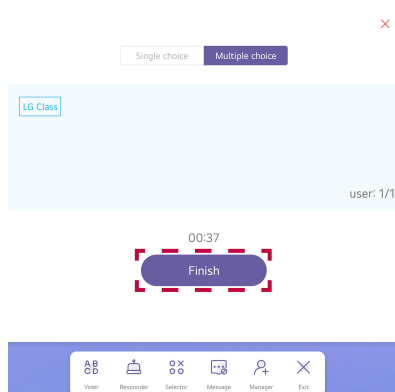 Single choice Multiple choice
LG Class
user: 1/1
00:37
Finish
Voter Responder Selector Message Manager Exit